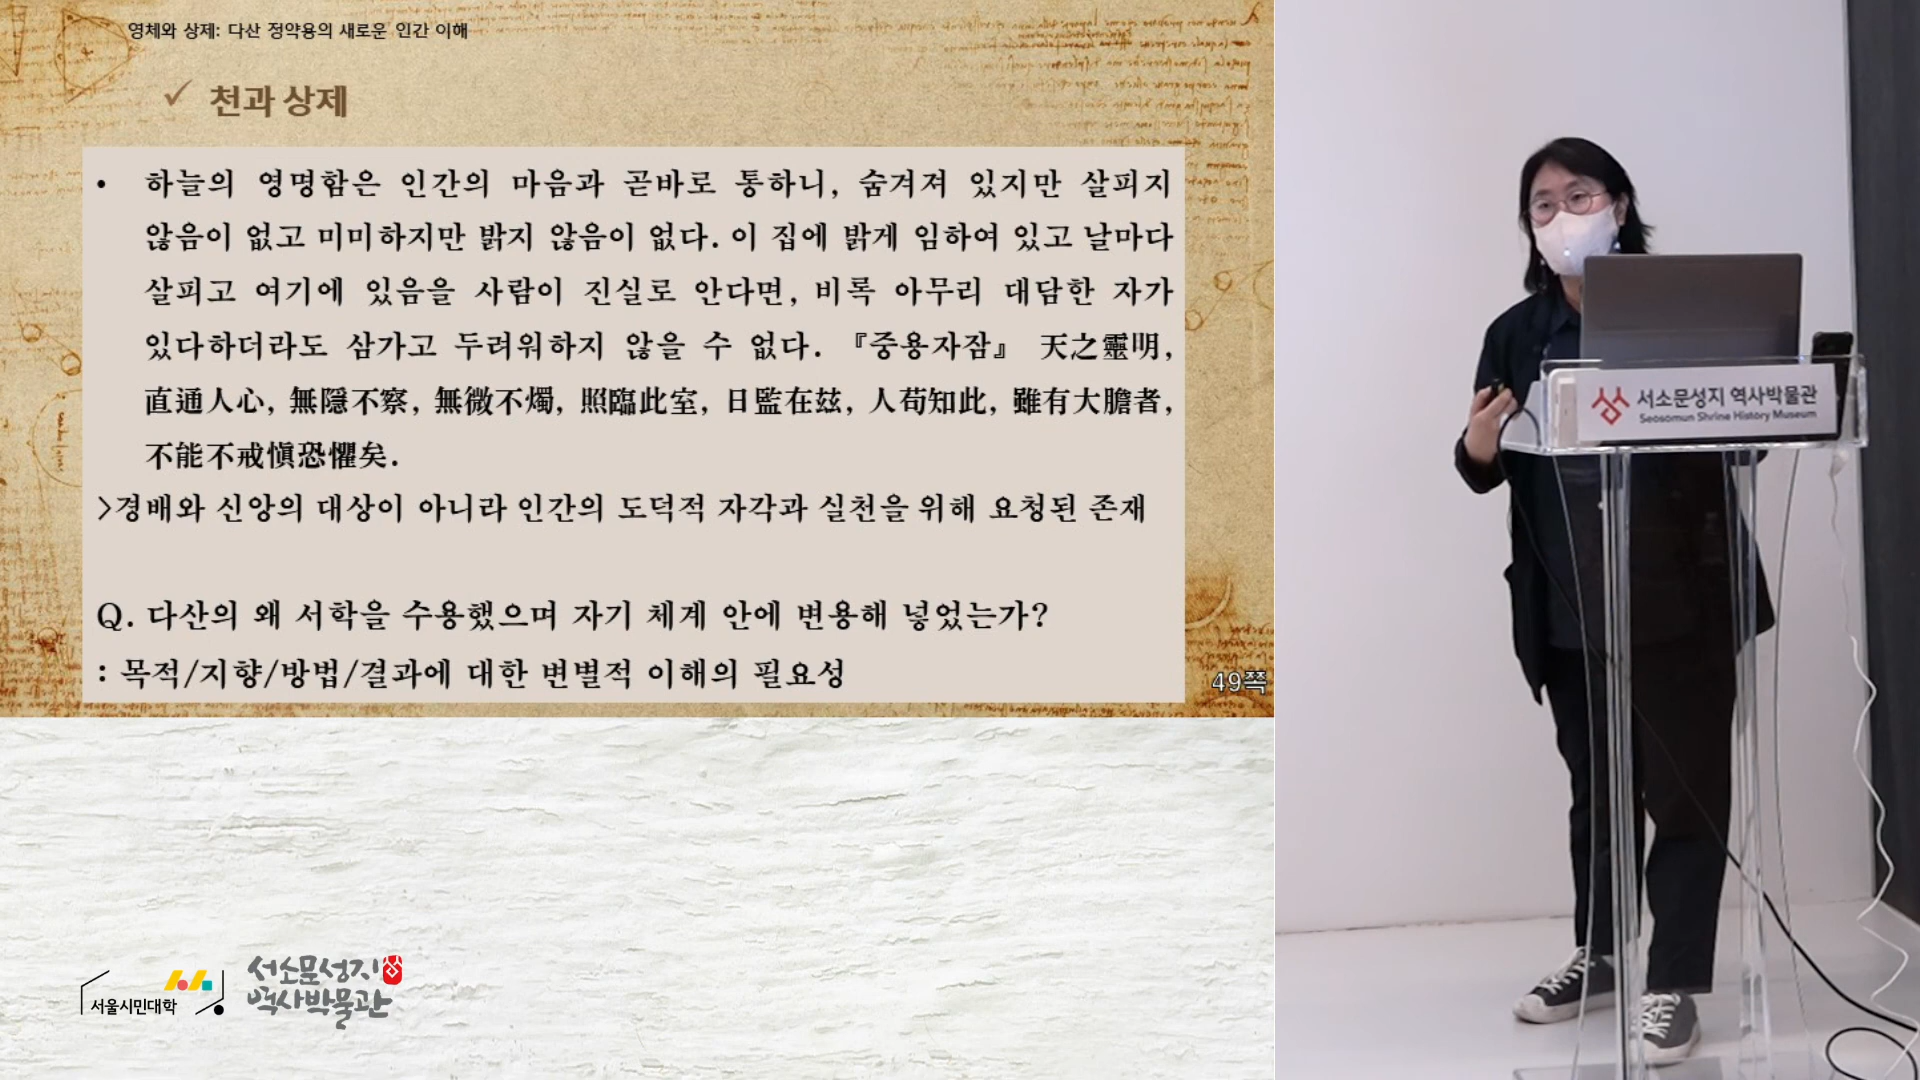 영체와 상제: 다산 정약용의 새로운 인간 이해
✓ 천과 상제
• 하늘의 영명함은 인간의 마음과 곧바로 통하니, 숨겨져 있지만 살피지
않음이 없고 미미하지만 밝지 않음이 없다. 이 집에 밝게 임하여 있고 날마다
살피고 여기에 있음을 사람이 진실로 안다면, 비록 아무리 대담한 자가
있다하더라도 삼가고 두려워하지 않을 수 없다. 『중용자잠』 天之靈明,
直通人心, 無隱不察, 無微不燭, 照臨此室, 日監在玆, 人苟知此, 雖有大膽者,
不能不戒愼恐懼矣.
>경배와 신앙의 대상이 아니라 인간의 도덕적 자각과 실천을 위해 요청된 존재
Q. 다산의 왜 서학을 수용했으며 자기 체계 안에 변용해 넣었는가?
: 목적/지향/방법/결과에 대한 변별적 이해의 필요성
49쪽
서소문성지 역사박물관
Seosomun Shrine History Museum
서울시민대학
서소문성지
역사박물관